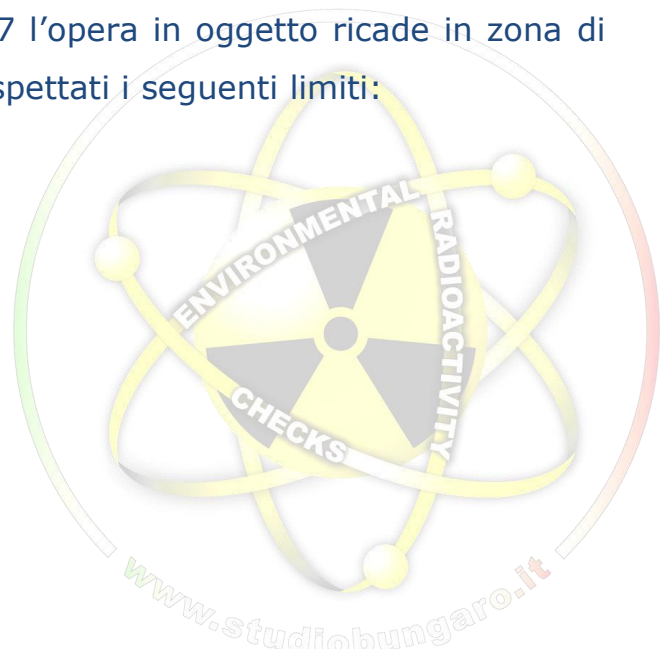 7 l’opera in oggetto ricade in zona di
spettati i seguenti limiti:
ENVIRONMENTAL
RADIOACTIVITY
CHECKS
www.studiobungaro.it